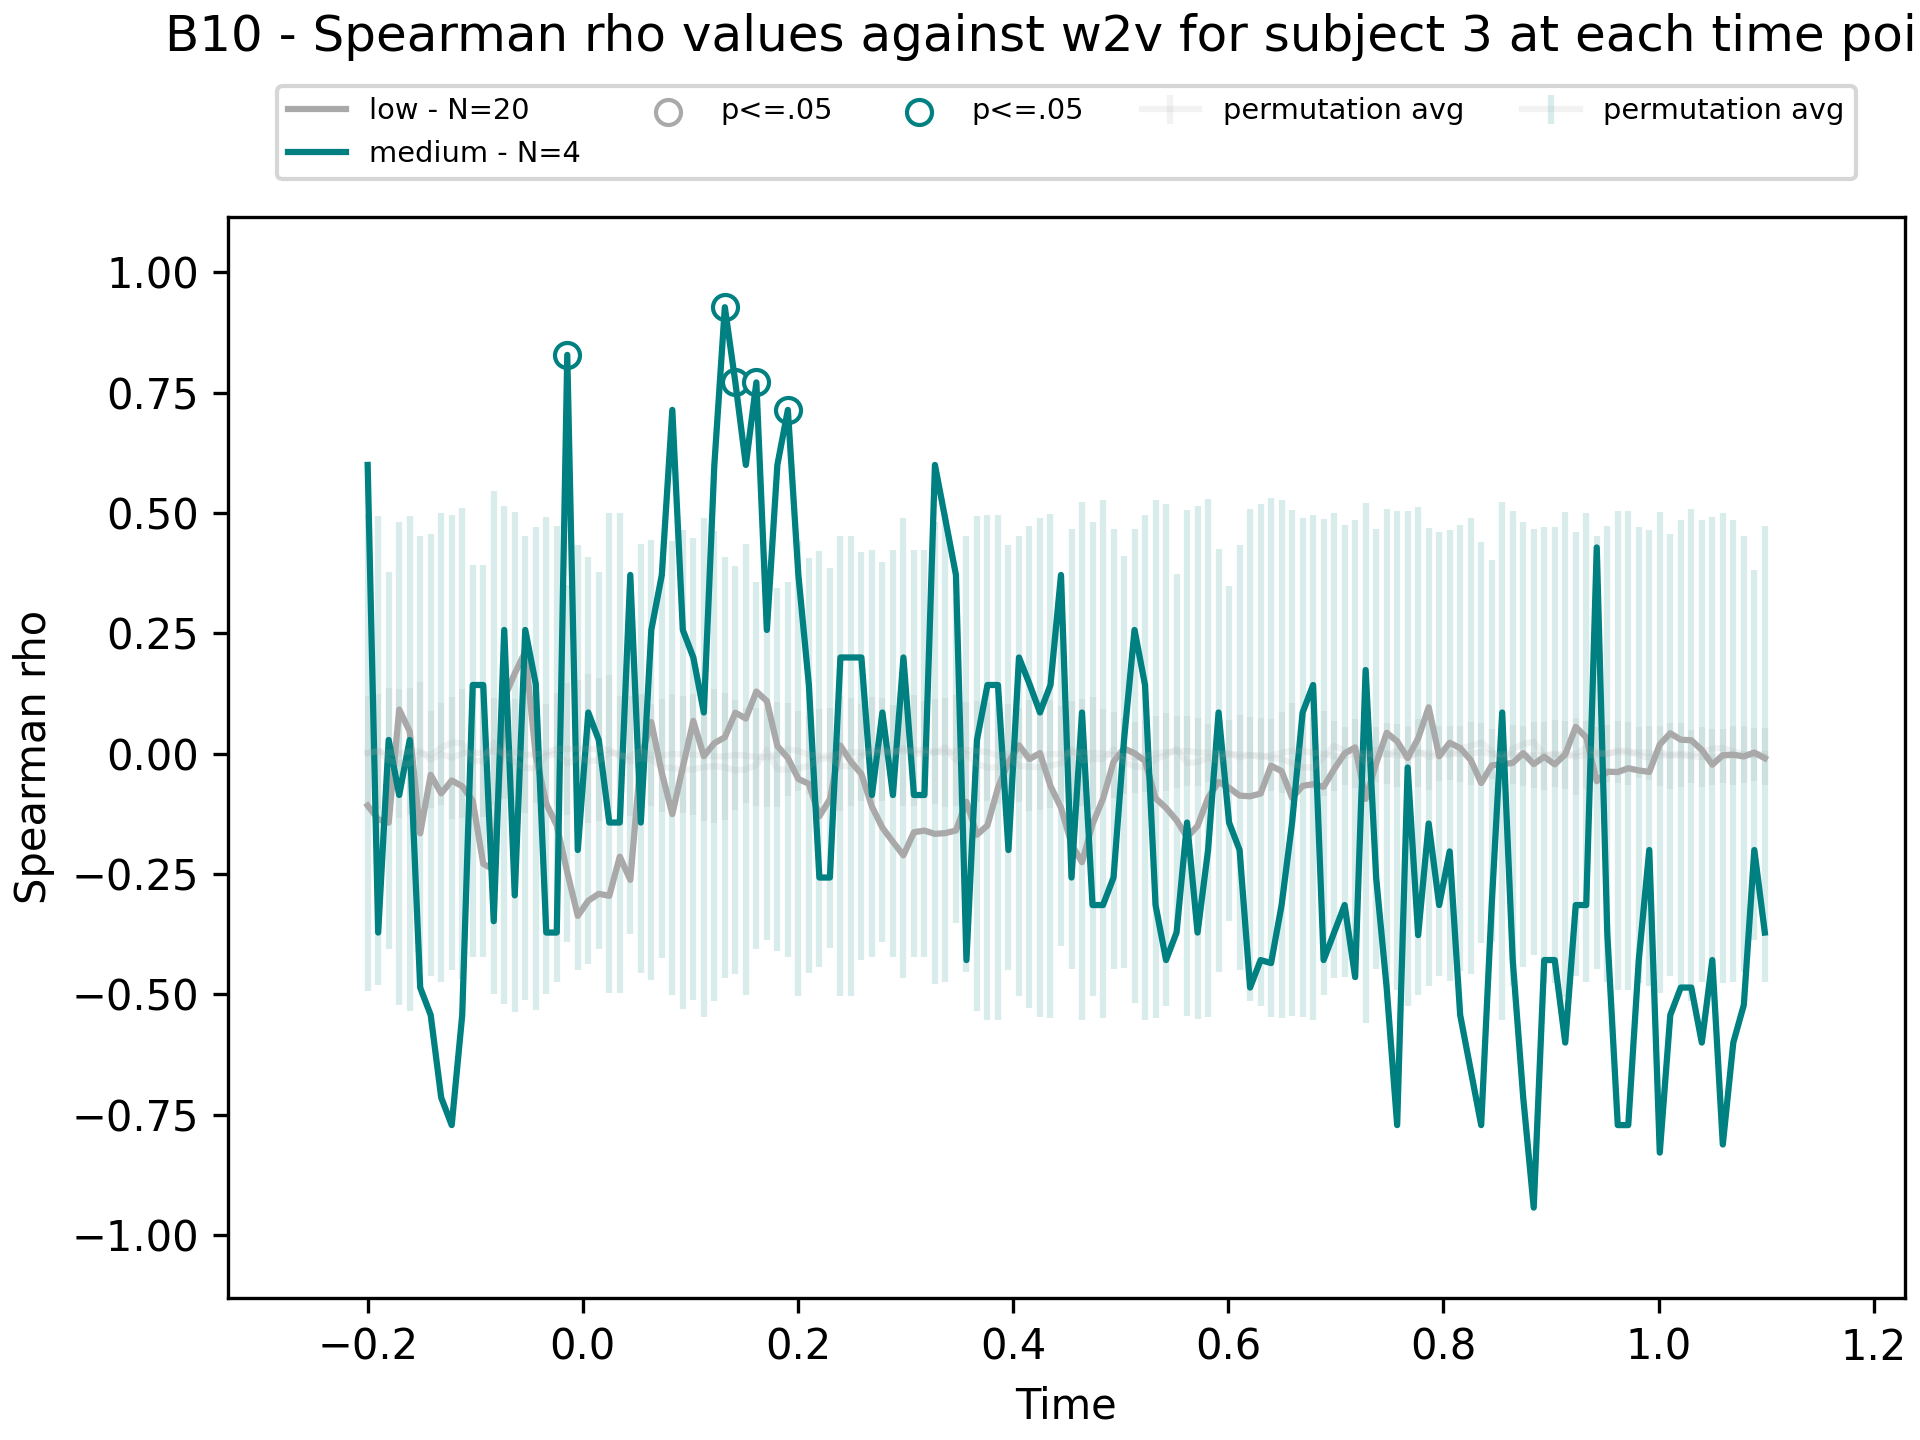 B10 - Spearman rho values against w2v for subject 3 at each time poi
low - N=20
medium - N=4
p<=.05
p<=.05
permutation avg
permutation avg
Spearman rho
1.00
0.75
0.50
0.25
0.00
−0.25
−0.50
−0.75
−1.00
−0.2
0.0
0.2
0.4
0.6
0.8
1.0
1.2
Time